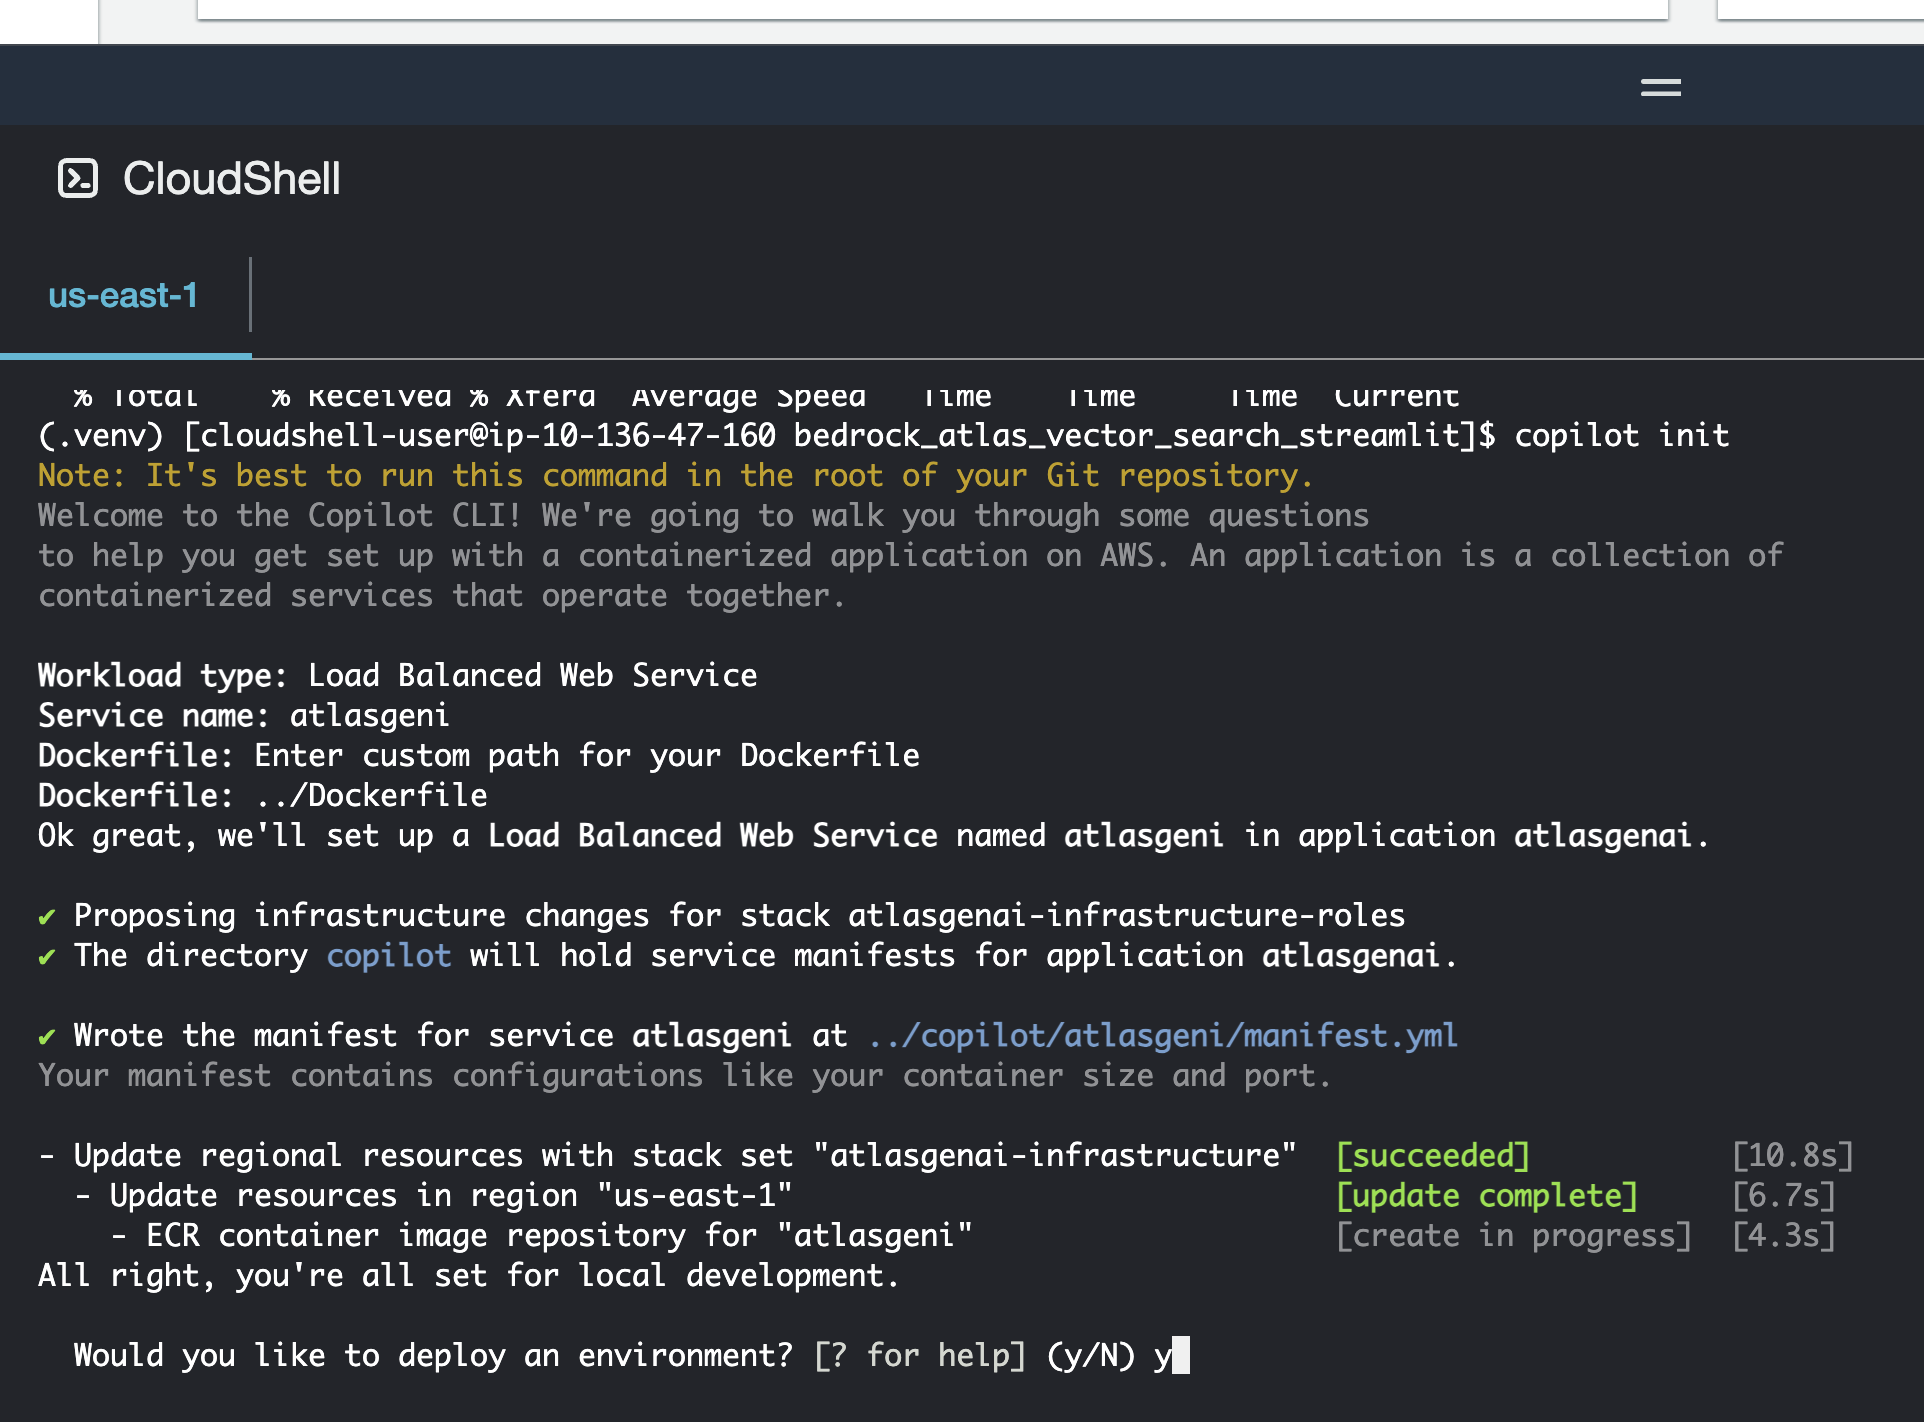 CloudShell
us-east-1
% Total    % Received % Xferd  Average Speed   Time    Time     Time  Current
(.venv) [cloudshell-user@ip-10-136-47-160 bedrock_atlas_vector_search_streamlit]$ copilot init
Note: It's best to run this command in the root of your Git repository.
Welcome to the Copilot CLI! We're going to walk you through some questions
to help you get set up with a containerized application on AWS. An application is a collection of
containerized services that operate together.
Workload type: Load Balanced Web Service
Service name: atlasgeni
Dockerfile: Enter custom path for your Dockerfile
Dockerfile: ../Dockerfile
Ok great, we'll set up a Load Balanced Web Service named atlasgeni in application atlasgenai.
✔ Proposing infrastructure changes for stack atlasgenai-infrastructure-roles
✔ The directory copilot will hold service manifests for application atlasgenai.
✔ Wrote the manifest for service atlasgeni at ../copilot/atlasgeni/manifest.yml
Your manifest contains configurations like your container size and port.
- Update regional resources with stack set "atlasgenai-infrastructure"  [succeeded]  [10.8s]
- Update resources in region "us-east-1"  [update complete]  [6.7s]
- ECR container image repository for "atlasgeni"  [create in progress]  [4.3s]
All right, you're all set for local development.
Would you like to deploy an environment? [? for help] (y/N) y